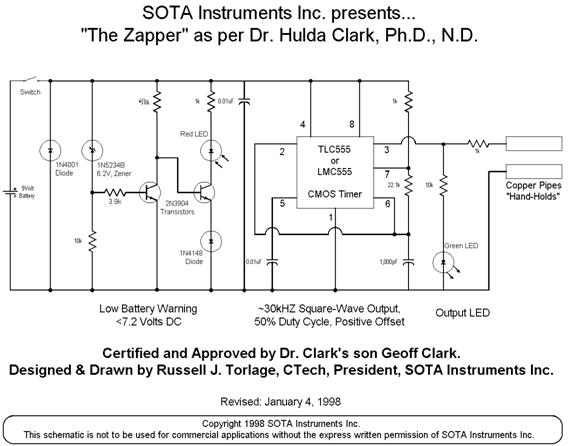 SOTA Instruments Inc. presents...
"The Zapper" as per Dr. Hulda Clark, Ph.D., N.D.
Switch
9Volt
Battery
1N4001
Diode
1N5234B
6.2V, Zener
10k
3.9k
2N3904
Transistors
1k
Red LED
1N4148
Diode
0.01uF
0.01uF
4
8
2
3
7
5
6
1
TLC555
or
LMC555
CMOS Timer
1k
22.1k
1,000pf
1k
10k
Green LED
Copper Pipes
"Hand-Holds"
Low Battery Warning
<7.2 Volts DC
~30kHZ Square-Wave Output,
50% Duty Cycle, Positive Offset
Output LED
Certified and Approved by Dr. Clark's son Geoff Clark.
Designed & Drawn by Russell J. Torlage, CTech, President, SOTA Instruments Inc.
Revised: January 4, 1998
Copyright 1998 SOTA Instruments Inc.
This schematic is not to be used for commercial applications without the express written permission of SOTA Instruments Inc.